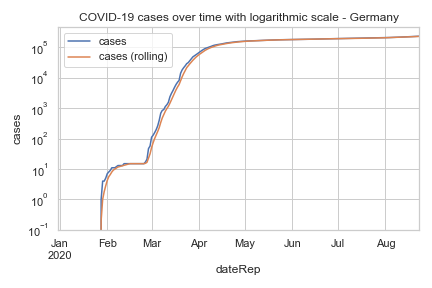 COVID-19 cases over time with logarithmic scale - Germany
cases
cases (rolling)
10^5
10^4
10^3
10^2
10^1
10^0
10^-1
cases
Jan Feb Mar Apr May Jun Jul Aug
2020
dateRep